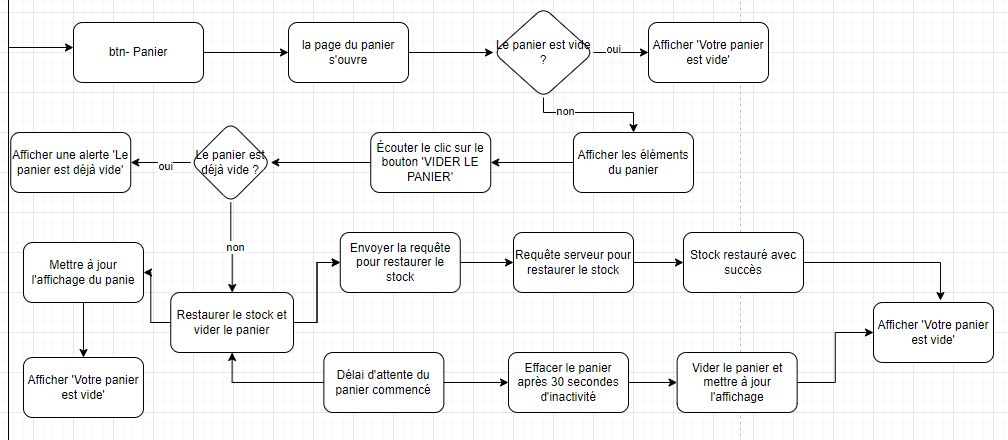 btn- Panier
la page du panier
s'ouvre
Le panier est vide
?
oui
Afficher 'Votre panier
est vide'
non
Afficher les éléments
du panier
Écouter le clic sur le
bouton 'VIDER LE
PANIER'
Le panier est
déjà vide ?
oui
Afficher une alerte 'Le
panier est déjà vide'
non
Restaurer le stock et
vider le panier
Mettre à jour
l'affichage du panie
Afficher 'Votre panier
est vide'
Envoyer la requête
pour restaurer le
stock
Requête serveur pour
restaurer le stock
Stock restauré avec
succès
Afficher 'Votre panier
est vide'
Délai d'attente du
panier commencé
Effacer le panier
après 30 secondes
d'inactivité
Vider le panier et
mettre à jour
l'affichage